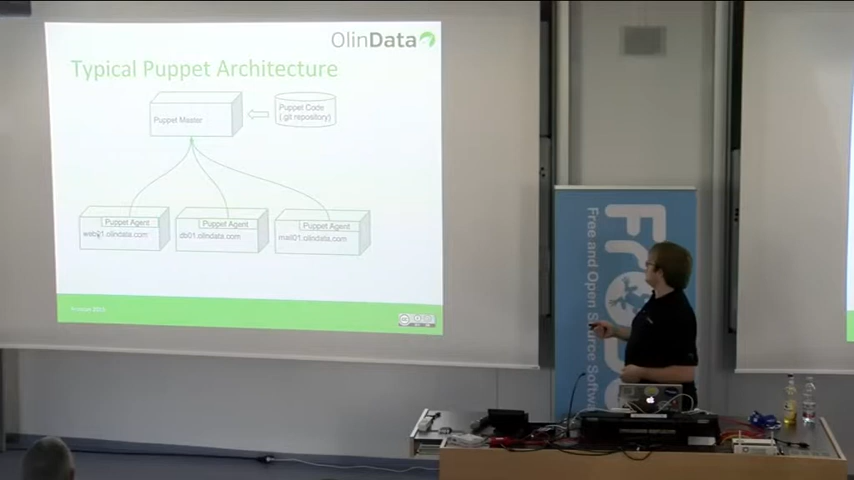 OlinData
Typical Puppet Architecture
Puppet Master
Puppet Code
(.git repository)
Puppet Agent
web01.olindata.com
Puppet Agent
db01.olindata.com
Puppet Agent
mail01.olindata.com
Free and Open Source Softwa